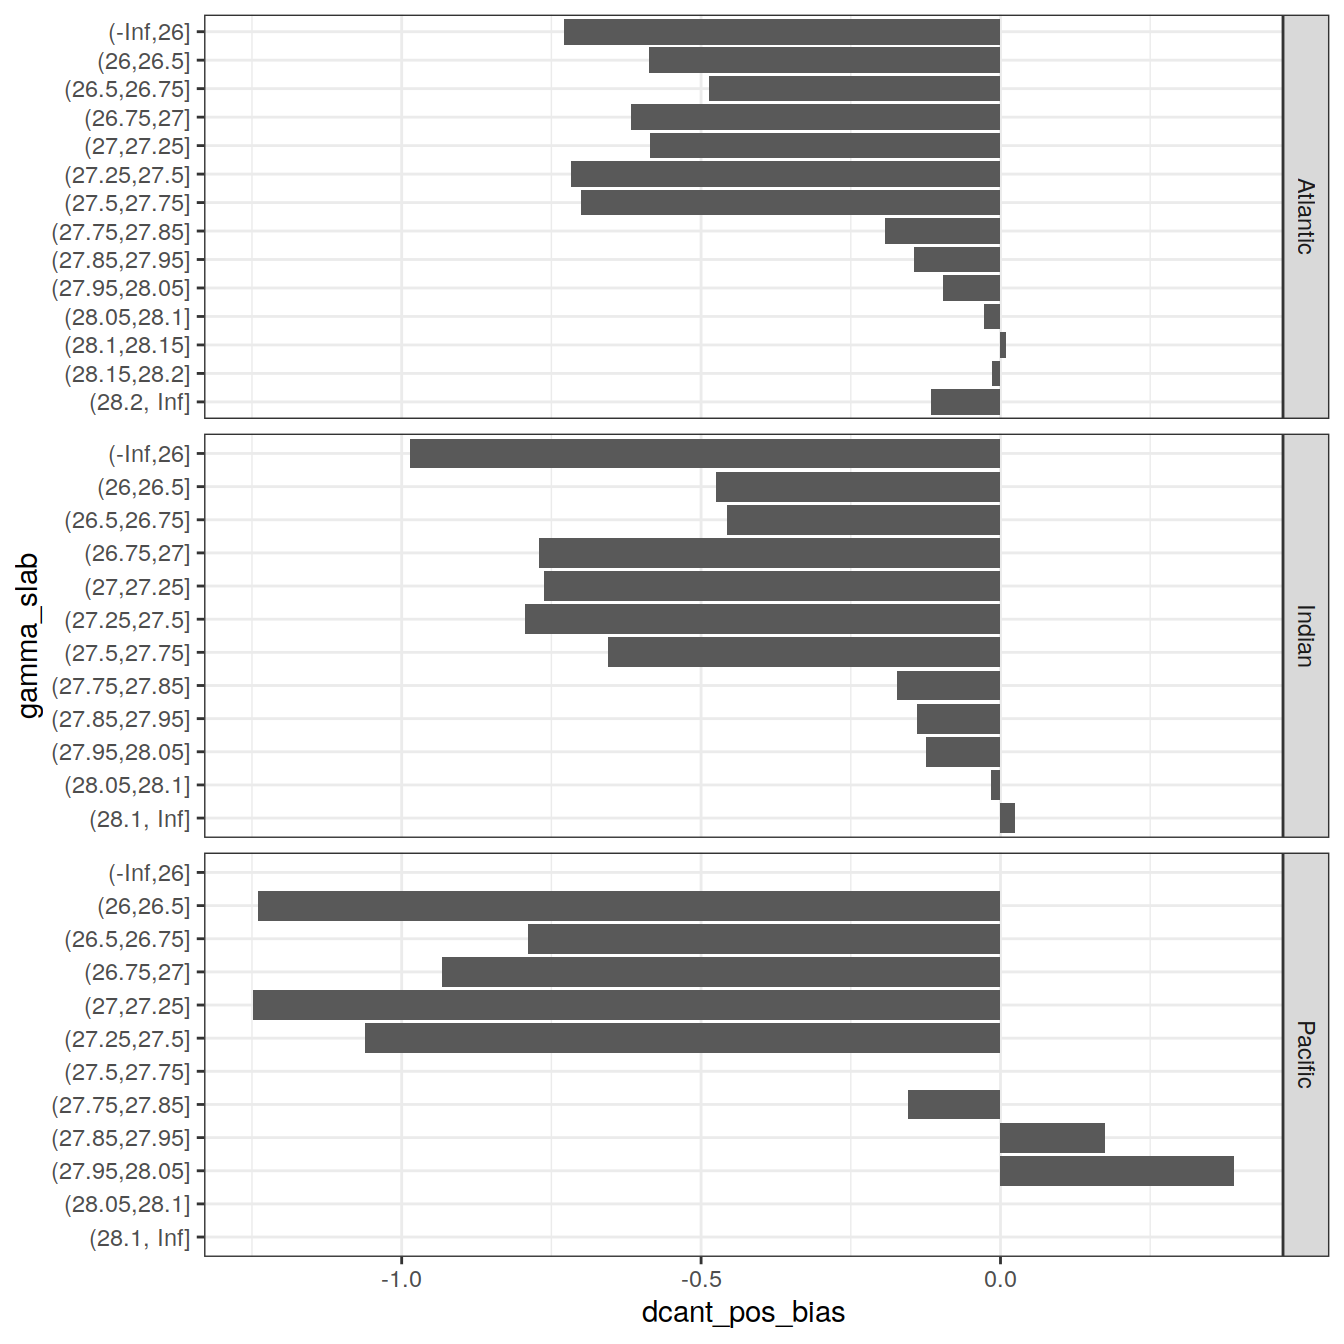 (-Inf,26]
(26,26.5]
(26.5,26.75]
(26.75,27]
(27,27.25]
(27.25,27.5]
(27.5,27.75]
(27.75,27.85]
(27.85,27.95]
(27.95,28.05]
(28.05,28.1]
(28.1,28.15]
(28.15,28.2]
(28.2, Inf]
Atlantic
(-Inf,26]
(26,26.5]
(26.5,26.75]
(26.75,27]
(27,27.25]
(27.25,27.5]
(27.5,27.75]
(27.75,27.85]
(27.85,27.95]
(27.95,28.05]
(28.05,28.1]
(28.1, Inf]
Indian
(-Inf,26]
(26,26.5]
(26.5,26.75]
(26.75,27]
(27,27.25]
(27.25,27.5]
(27.5,27.75]
(27.75,27.85]
(27.85,27.95]
(27.95,28.05]
(28.05,28.1]
(28.1, Inf]
Pacific
gamma_slab
-1.0 -0.5 0.0
dcant_pos_bias